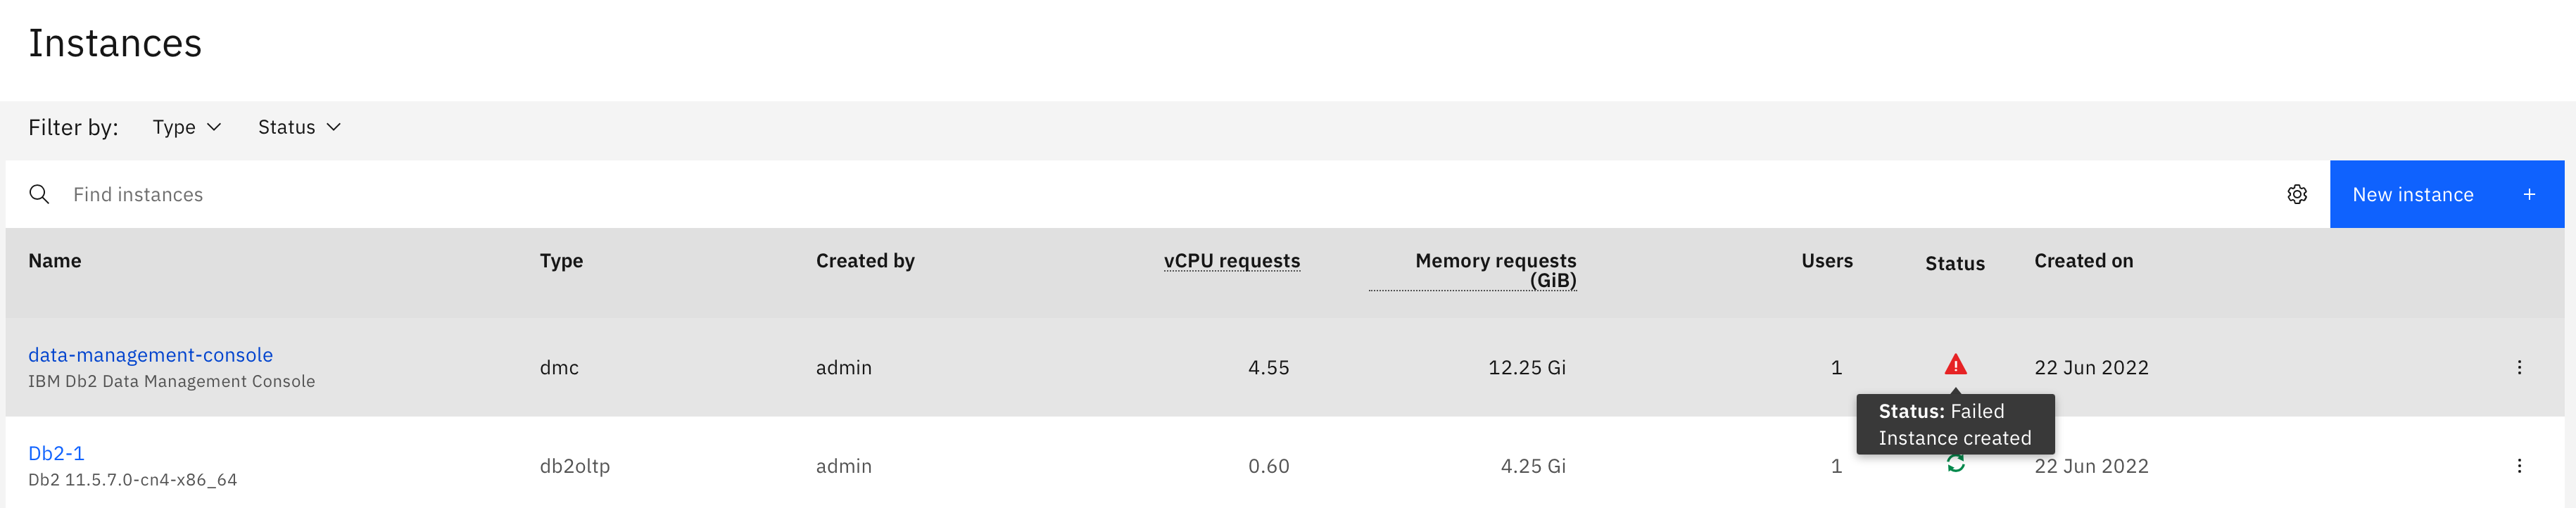 Instances
Filter by: Type Status
Find instances
New instance +
Name Type Created by vCPU requests Memory requests (GiB) Users Status Created on
data-management-console
IBM Db2 Data Management Console
dmc admin 4.55 12.25 Gi 1 22 Jun 2022
Status: Failed
Instance created
Db2-1
Db2 11.5.7.0-cn4-x86_64
db2oltp admin 0.60 4.25 Gi 1 22 Jun 2022